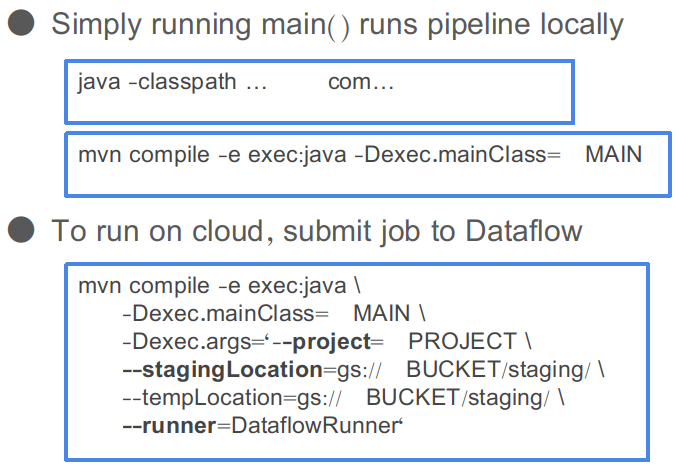 ● Simply running main() runs pipeline locally
java -classpath ... com...
mvn compile -e exec:java -Dexec.mainClass= MAIN
● To run on cloud, submit job to Dataflow
mvn compile -e exec:java \
-Dexec.mainClass= MAIN \
-Dexec.args=‘--project= PROJECT \
--stagingLocation=gs:// BUCKET/staging/ \
--tempLocation=gs:// BUCKET/staging/ \
--runner=DataflowRunner‘